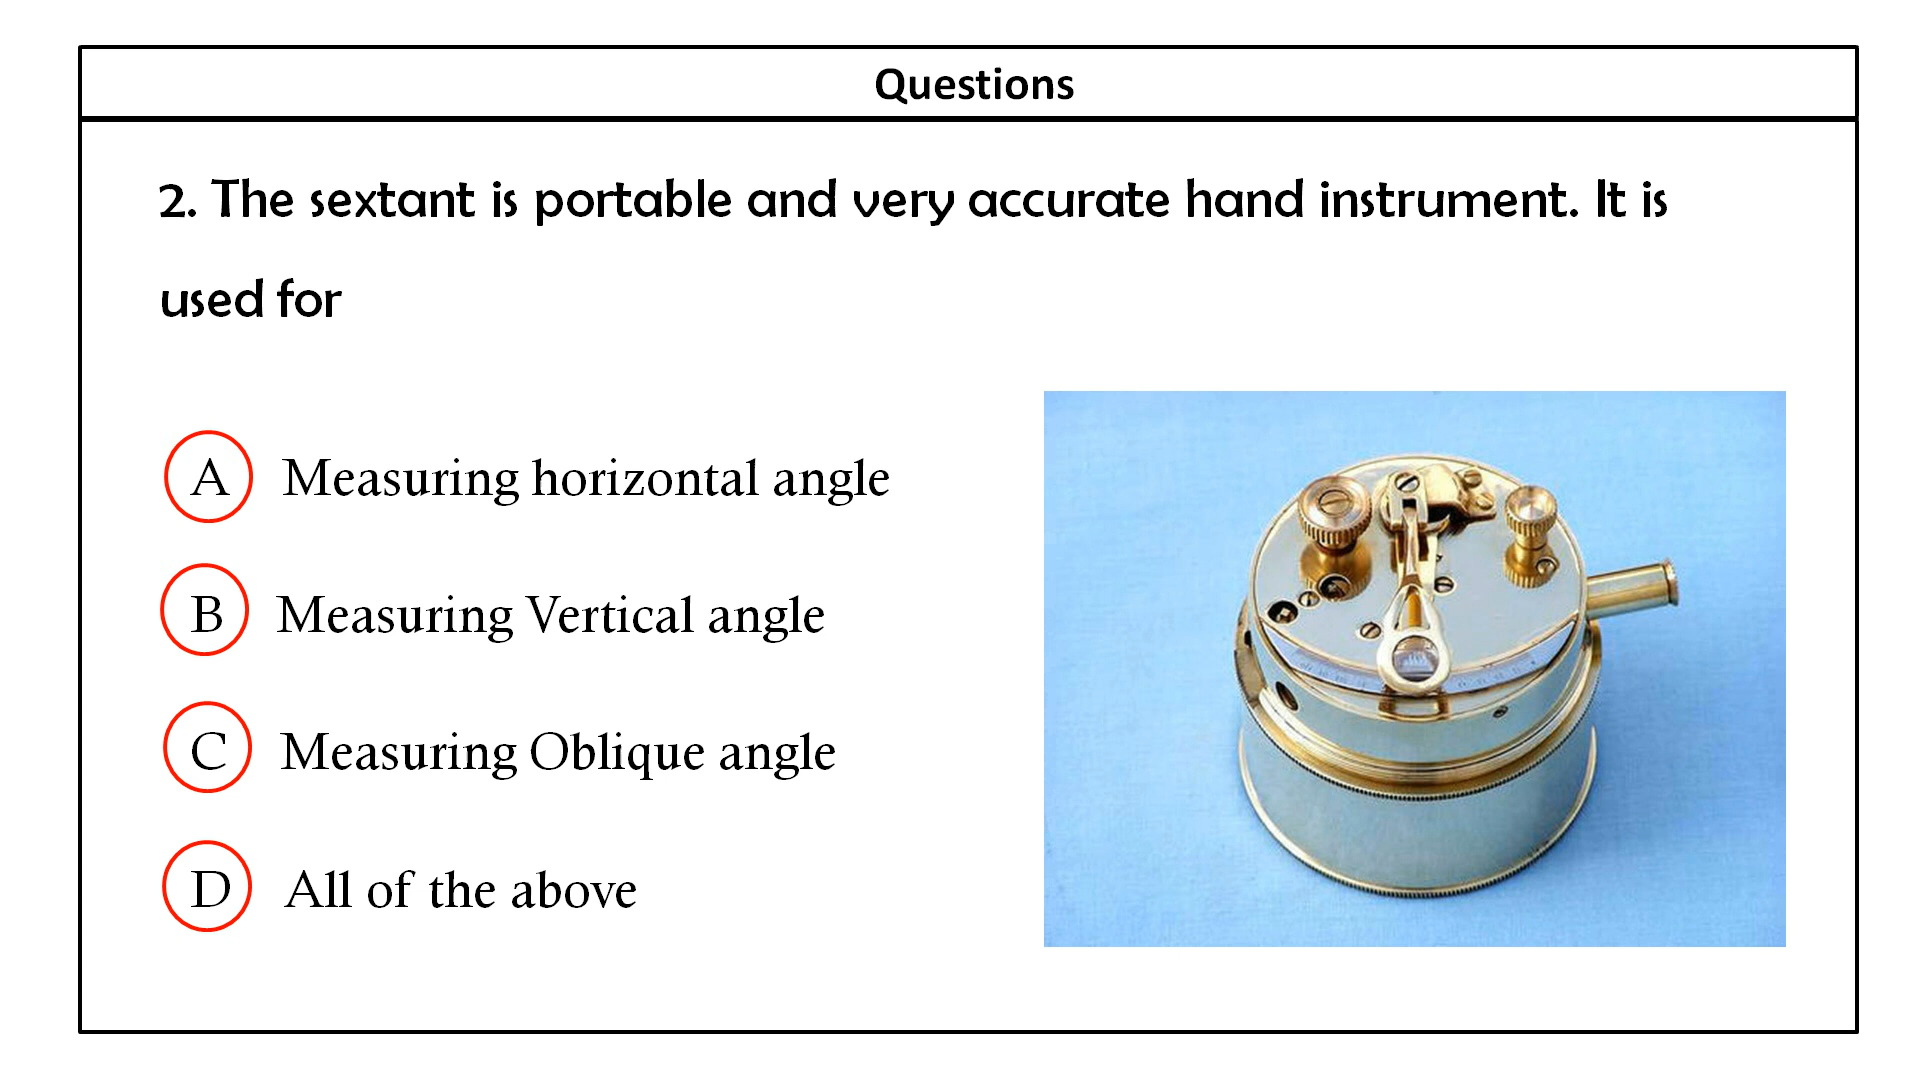 Questions
2. The sextant is portable and very accurate hand instrument. It is
used for
A Measuring horizontal angle
B Measuring Vertical angle
C Measuring Oblique angle
D All of the above